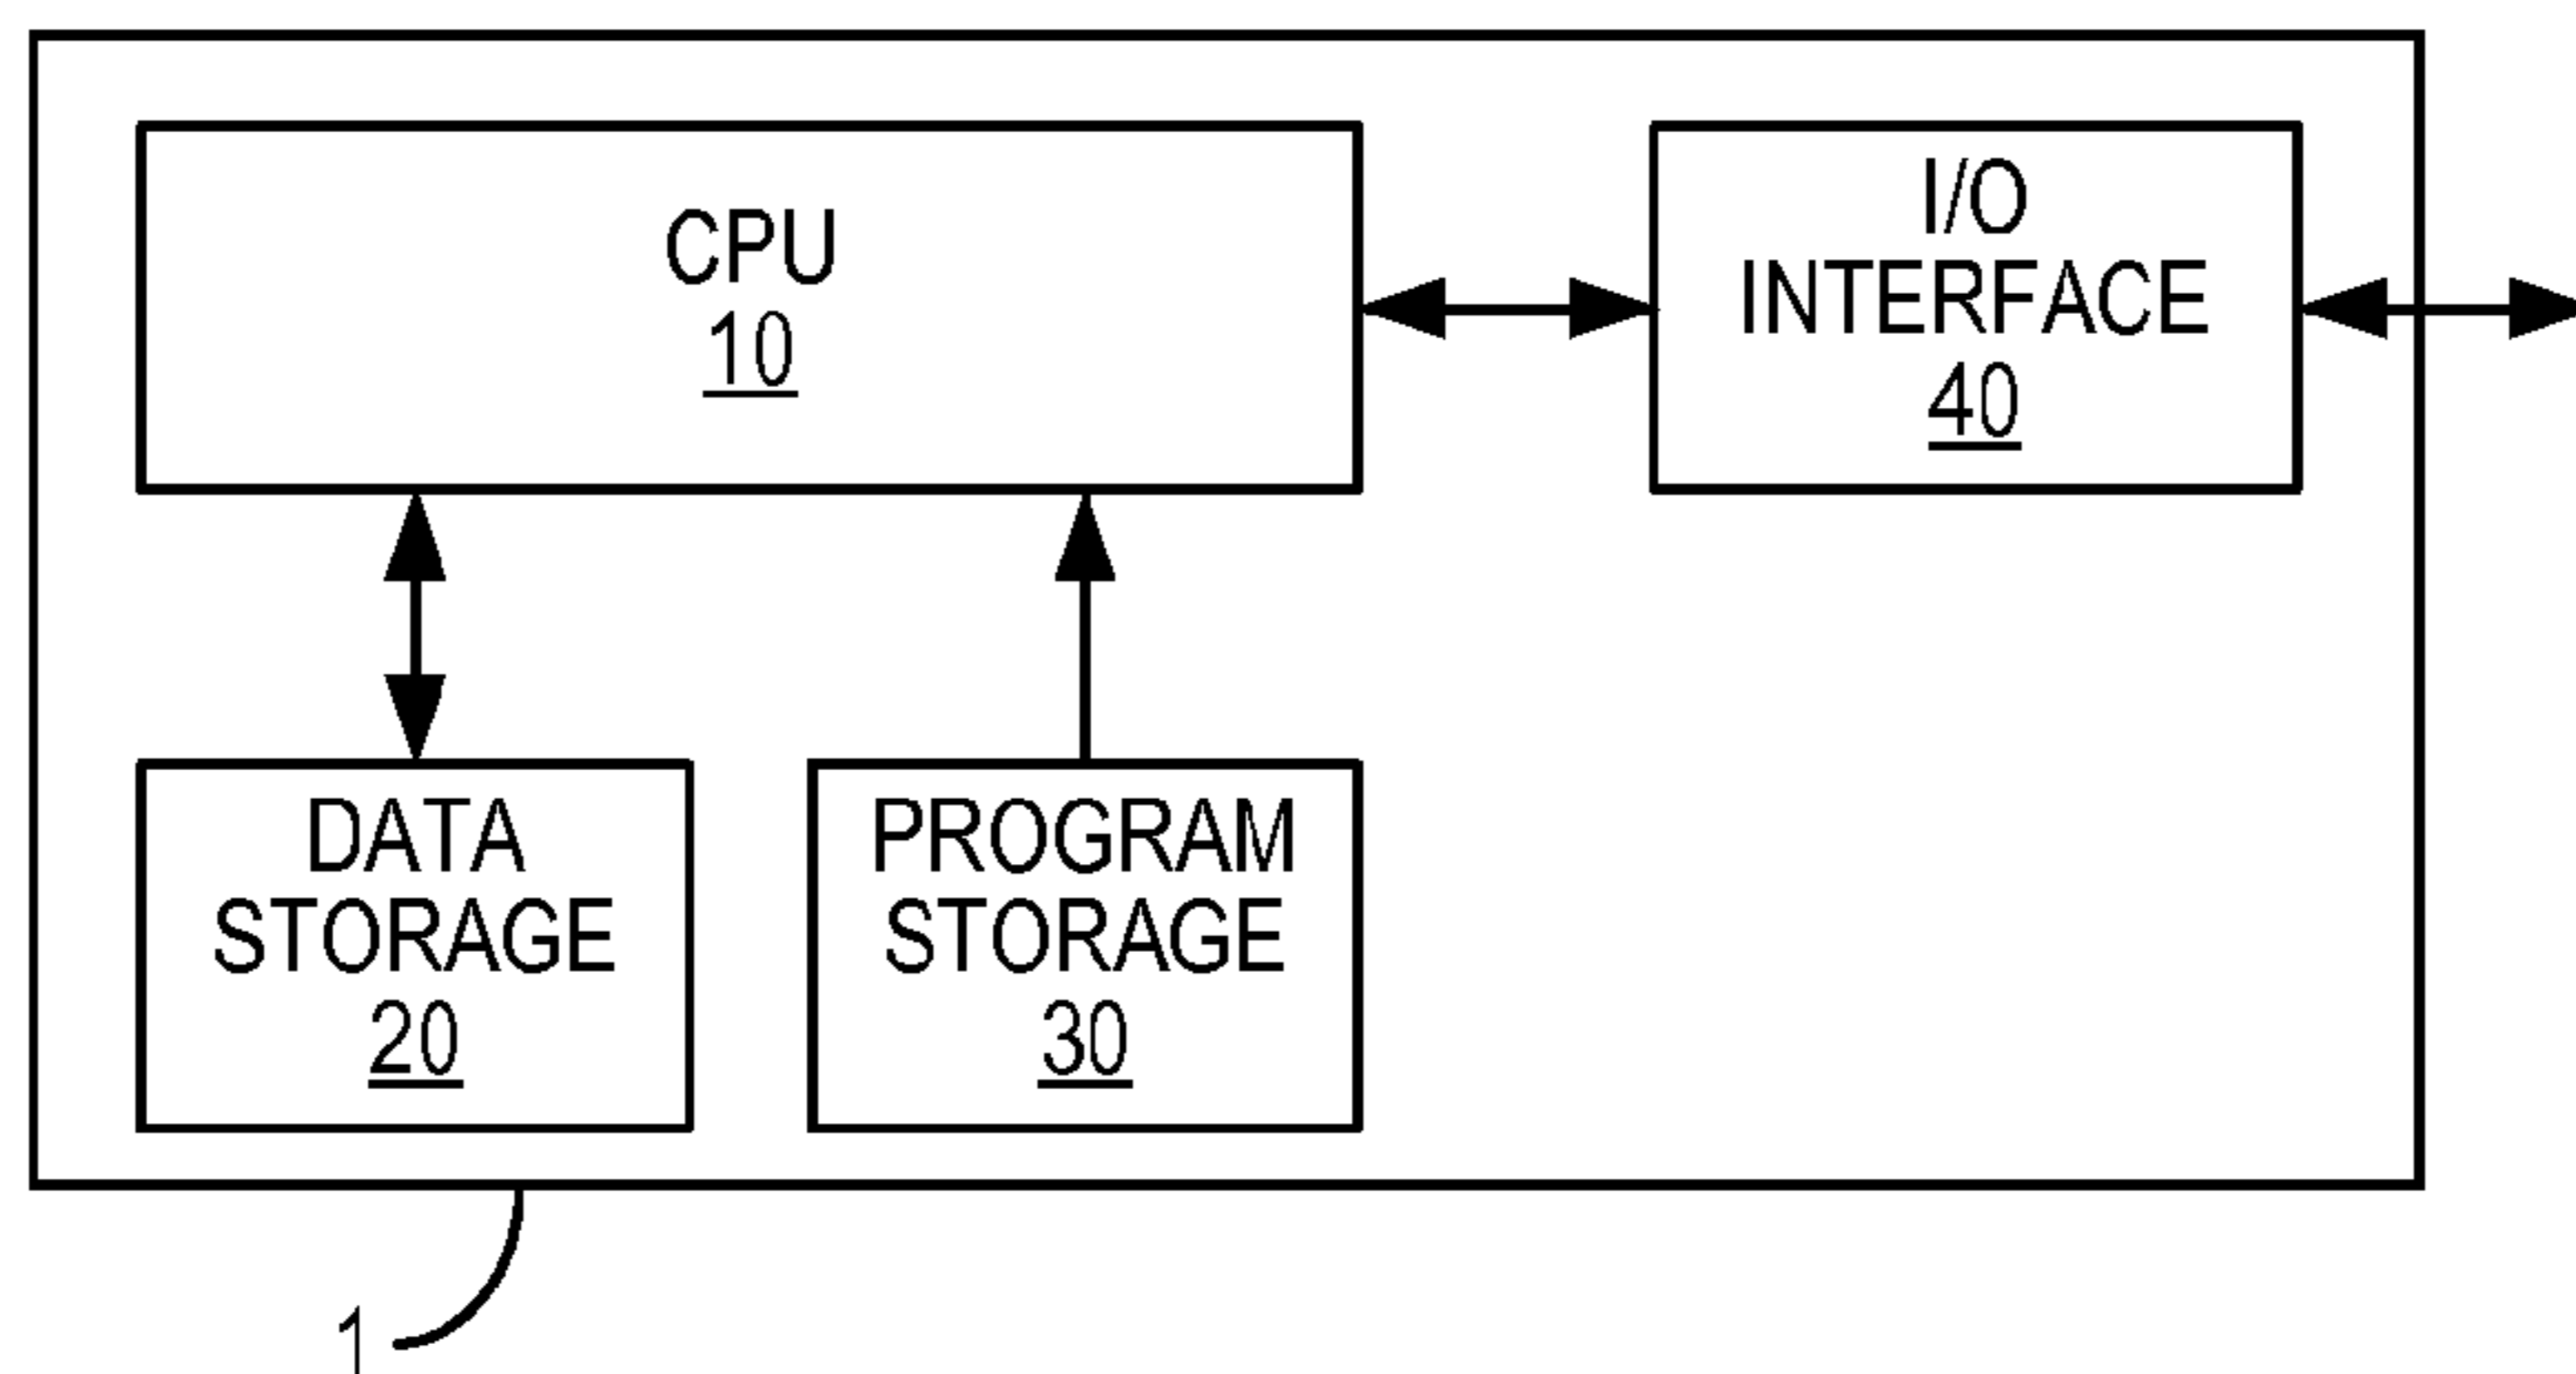 CPU
10
I/O
INTERFACE
40
DATA
STORAGE
20
PROGRAM
STORAGE
30
1